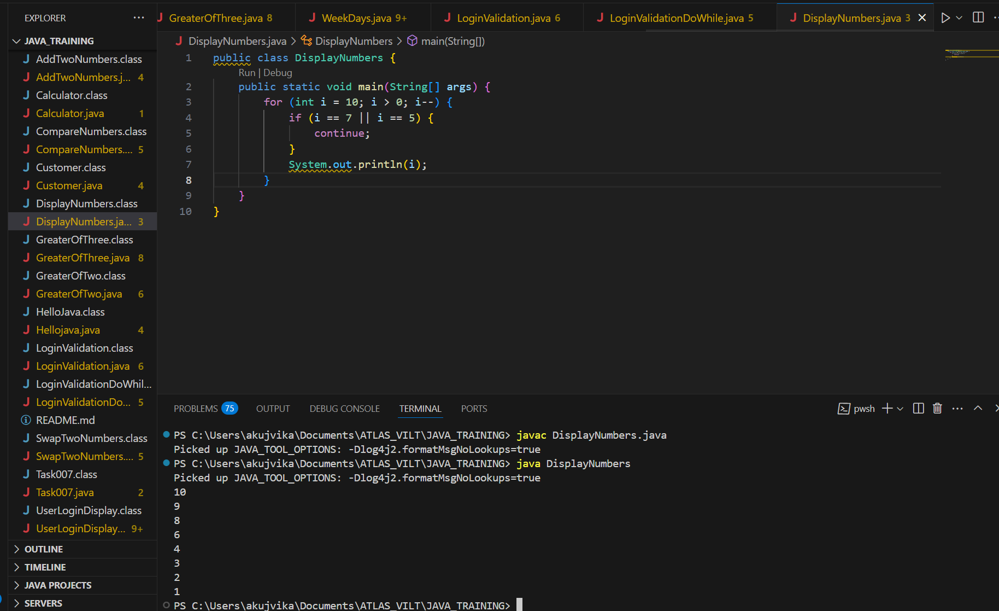 EXPLORER
JAVA_TRAINING
AddTwoNumbers.class
AddTwoNumbers.j... 4
Calculator.class
Calculator.java 1
CompareNumbers.class
CompareNumbers.... 5
Customer.class
Customer.java 4
DisplayNumbers.class
DisplayNumbers.ja... 3
GreaterOfThree.class
GreaterOfThree.java 8
GreaterOfTwo.class
GreaterOfTwo.java 6
HelloJava.class
Hellojava.java 4
LoginValidation.class
LoginValidation.java 6
LoginValidationDoWhil...
LoginValidationDo... 5
README.md
SwapTwoNumbers.class
SwapTwoNumbers.... 5
Task007.class
Task007.java 2
UserLoginDisplay.class
UserLoginDisplay... 9+
OUTLINE
TIMELINE
JAVA PROJECTS
SERVERS
GreaterOfThree.java 8 WeekDays.java 9+ LoginValidation.java 6 LoginValidationDoWhile.java 5 DisplayNumbers.java 3
DisplayNumbers.java > DisplayNumbers > main(String[])
1 public class DisplayNumbers {
Run | Debug
2 public static void main(String[] args) {
3 for (int i = 10; i > 0; i--) {
4 if (i == 7 || i == 5) {
5 continue;
6 }
7 System.out.println(i);
8 }
9 }
10 }
PROBLEMS 75 OUTPUT DEBUG CONSOLE TERMINAL PORTS pwsh
PS C:\Users\akujvika\Documents\ATLAS_VILT\JAVA_TRAINING> javac DisplayNumbers.java
Picked up JAVA_TOOL_OPTIONS: -Dlog4j2.formatMsgNoLookups=true
PS C:\Users\akujvika\Documents\ATLAS_VILT\JAVA_TRAINING> java DisplayNumbers
Picked up JAVA_TOOL_OPTIONS: -Dlog4j2.formatMsgNoLookups=true
10
9
8
6
4
3
2
1
PS C:\Users\akujvika\Documents\ATLAS_VILT\JAVA_TRAINING>